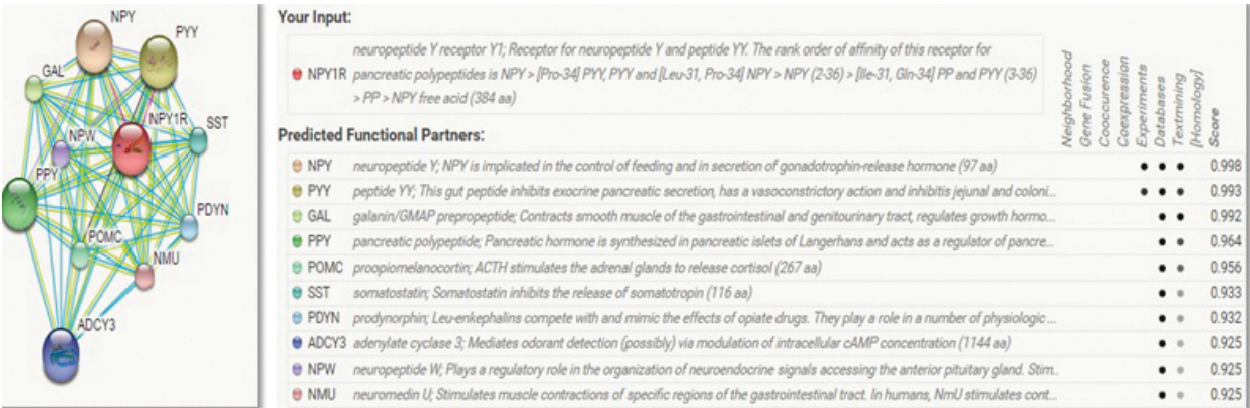 NPY
PYY
GAL
NPY1R
SST
NPW
PPY
PDYN
POMC
NMU
ADCY3
Your Input:
neuropeptide Y receptor Y1; Receptor for neuropeptide Y and peptide YY. The rank order of affinity of this receptor for
NPY1R pancreatic polypeptides is NPY > [Pro-34] PYY, PYY and [Leu-31, Pro-34] NPY > NPY (2-36) > [Ile-31, Gln-34] PP and PYY (3-36)
> PP > NPY free acid (384 aa)
Neighborhood
Gene Fusion
Cooccurence
Coexpression
Experiments
Databases
Textmining
[Homology]
Score
Predicted Functional Partners:
NPY neuropeptide Y; NPY is implicated in the control of feeding and in secretion of gonadotrophin-release hormone (97 aa) 0.998
PYY peptide YY; This gut peptide inhibits exocrine pancreatic secretion, has a vasoconstrictory action and inhibitis jejunal and coloni... 0.993
GAL galanin/GMAP prepropeptide; Contracts smooth muscle of the gastrointestinal and genitourinary tract, regulates growth hormo... 0.992
PPY pancreatic polypeptide; Pancreatic hormone is synthesized in pancreatic islets of Langerhans and acts as a regulator of pancre... 0.964
POMC proopiomelanocortin; ACTH stimulates the adrenal glands to release cortisol (267 aa) 0.956
SST somatostatin; Somatostatin inhibits the release of somatotropin (116 aa) 0.933
PDYN prodynorphin; Leu-enkephalins compete with and mimic the effects of opiate drugs. They play a role in a number of physiologic ... 0.932
ADCY3 adenylate cyclase 3; Mediates odorant detection (possibly) via modulation of intracellular cAMP concentration (1144 aa) 0.925
NPW neuropeptide W; Plays a regulatory role in the organization of neuroendocrine signals accessing the anterior pituitary gland. Stim.. 0.925
NMU neuromedin U; Stimulates muscle contractions of specific regions of the gastrointestinal tract. Iin humans, NmU stimulates cont... 0.925